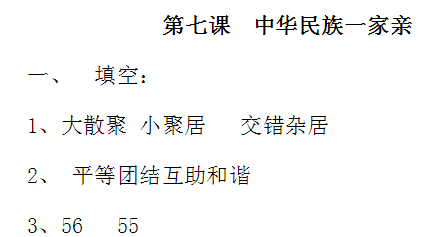 第七课  中华民族一家亲
一、  填空：
1、大散聚 小聚居  交错杂居
2、 平等团结互助和谐
3、56  55